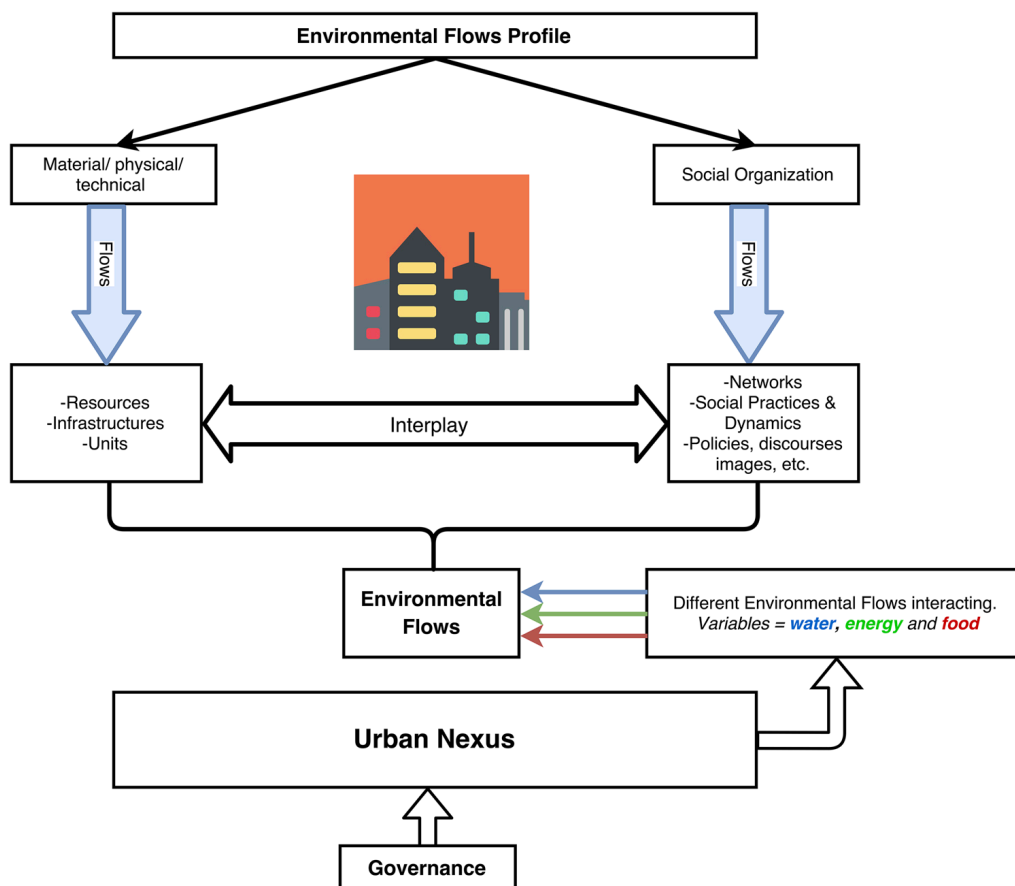 Environmental Flows Profile
Material/ physical/
technical
Social Organization
Flows
Flows
-Resources
-Infrastructures
-Units
Interplay
-Networks
-Social Practices &
Dynamics
-Policies, discourses
images, etc.
Environmental
Flows
Different Environmental Flows interacting.
Variables = water, energy and food
Urban Nexus
Governance